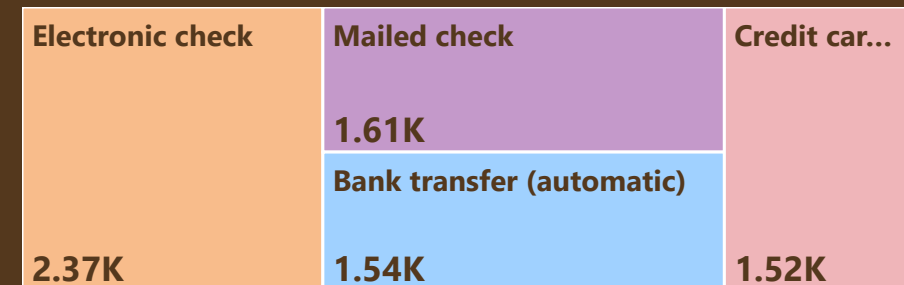 Electronic check
2.37K
Mailed check
1.61K
Bank transfer (automatic)
1.54K
Credit car...
1.52K